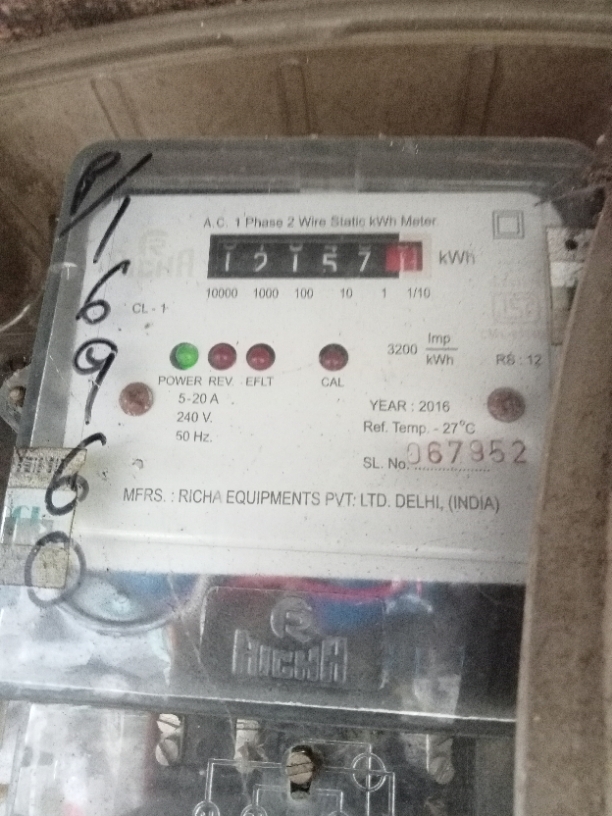 A.C. 1 Phase 2 Wire Static kWh Meter
12157 kWh
10000 1000 100 10 1 1/10
CL - 1
3200 Imp/kWh
RS : 12
POWER REV. EFLT CAL
5-20 A
240 V.
50 Hz.
YEAR : 2016
Ref. Temp. - 27°C
SL. No. 067952
MFRS. : RICHA EQUIPMENTS PVT. LTD. DELHI, (INDIA)
RICHA